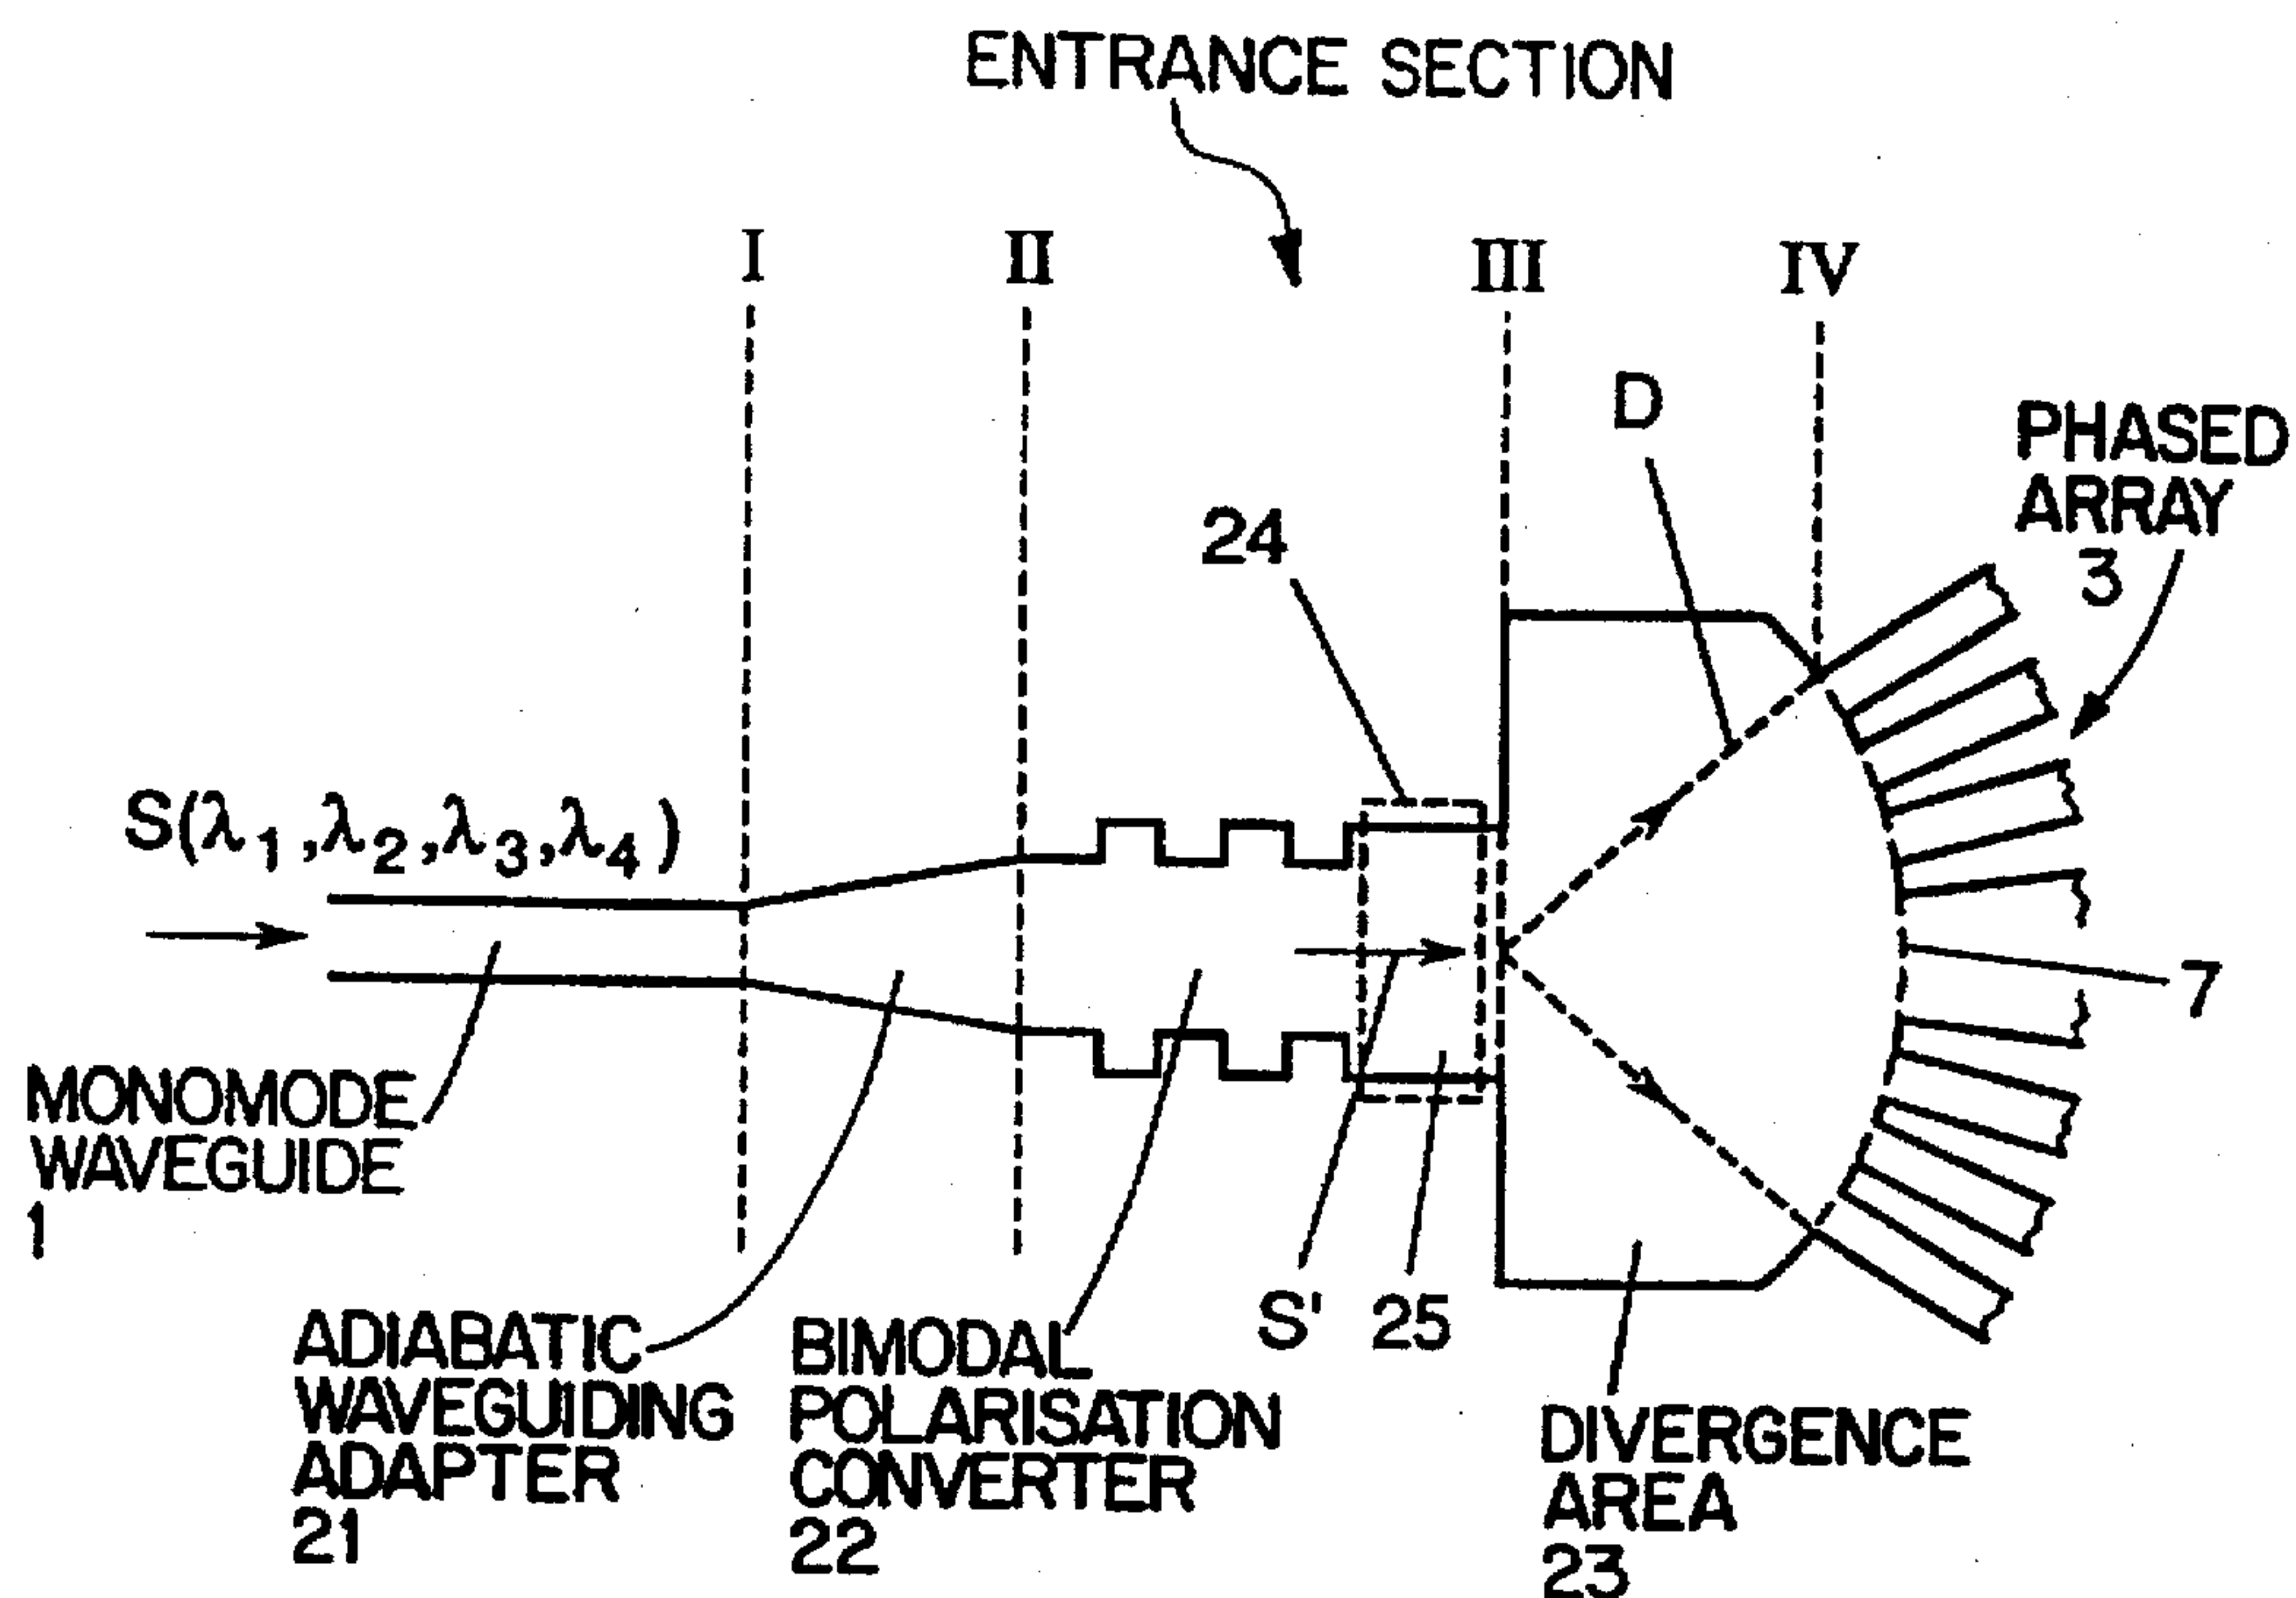 ENTRANCE SECTION
I
II
III
IV
D
PHASED
ARRAY
3
24
S(λ1,λ2,λ3,λ4)
7
MONOMODE
WAVEGUIDE
1
S'
25
ADIABATIC
WAVEGUIDING
ADAPTER
21
BIMODAL
POLARISATION
CONVERTER
22
DIVERGENCE
AREA
23